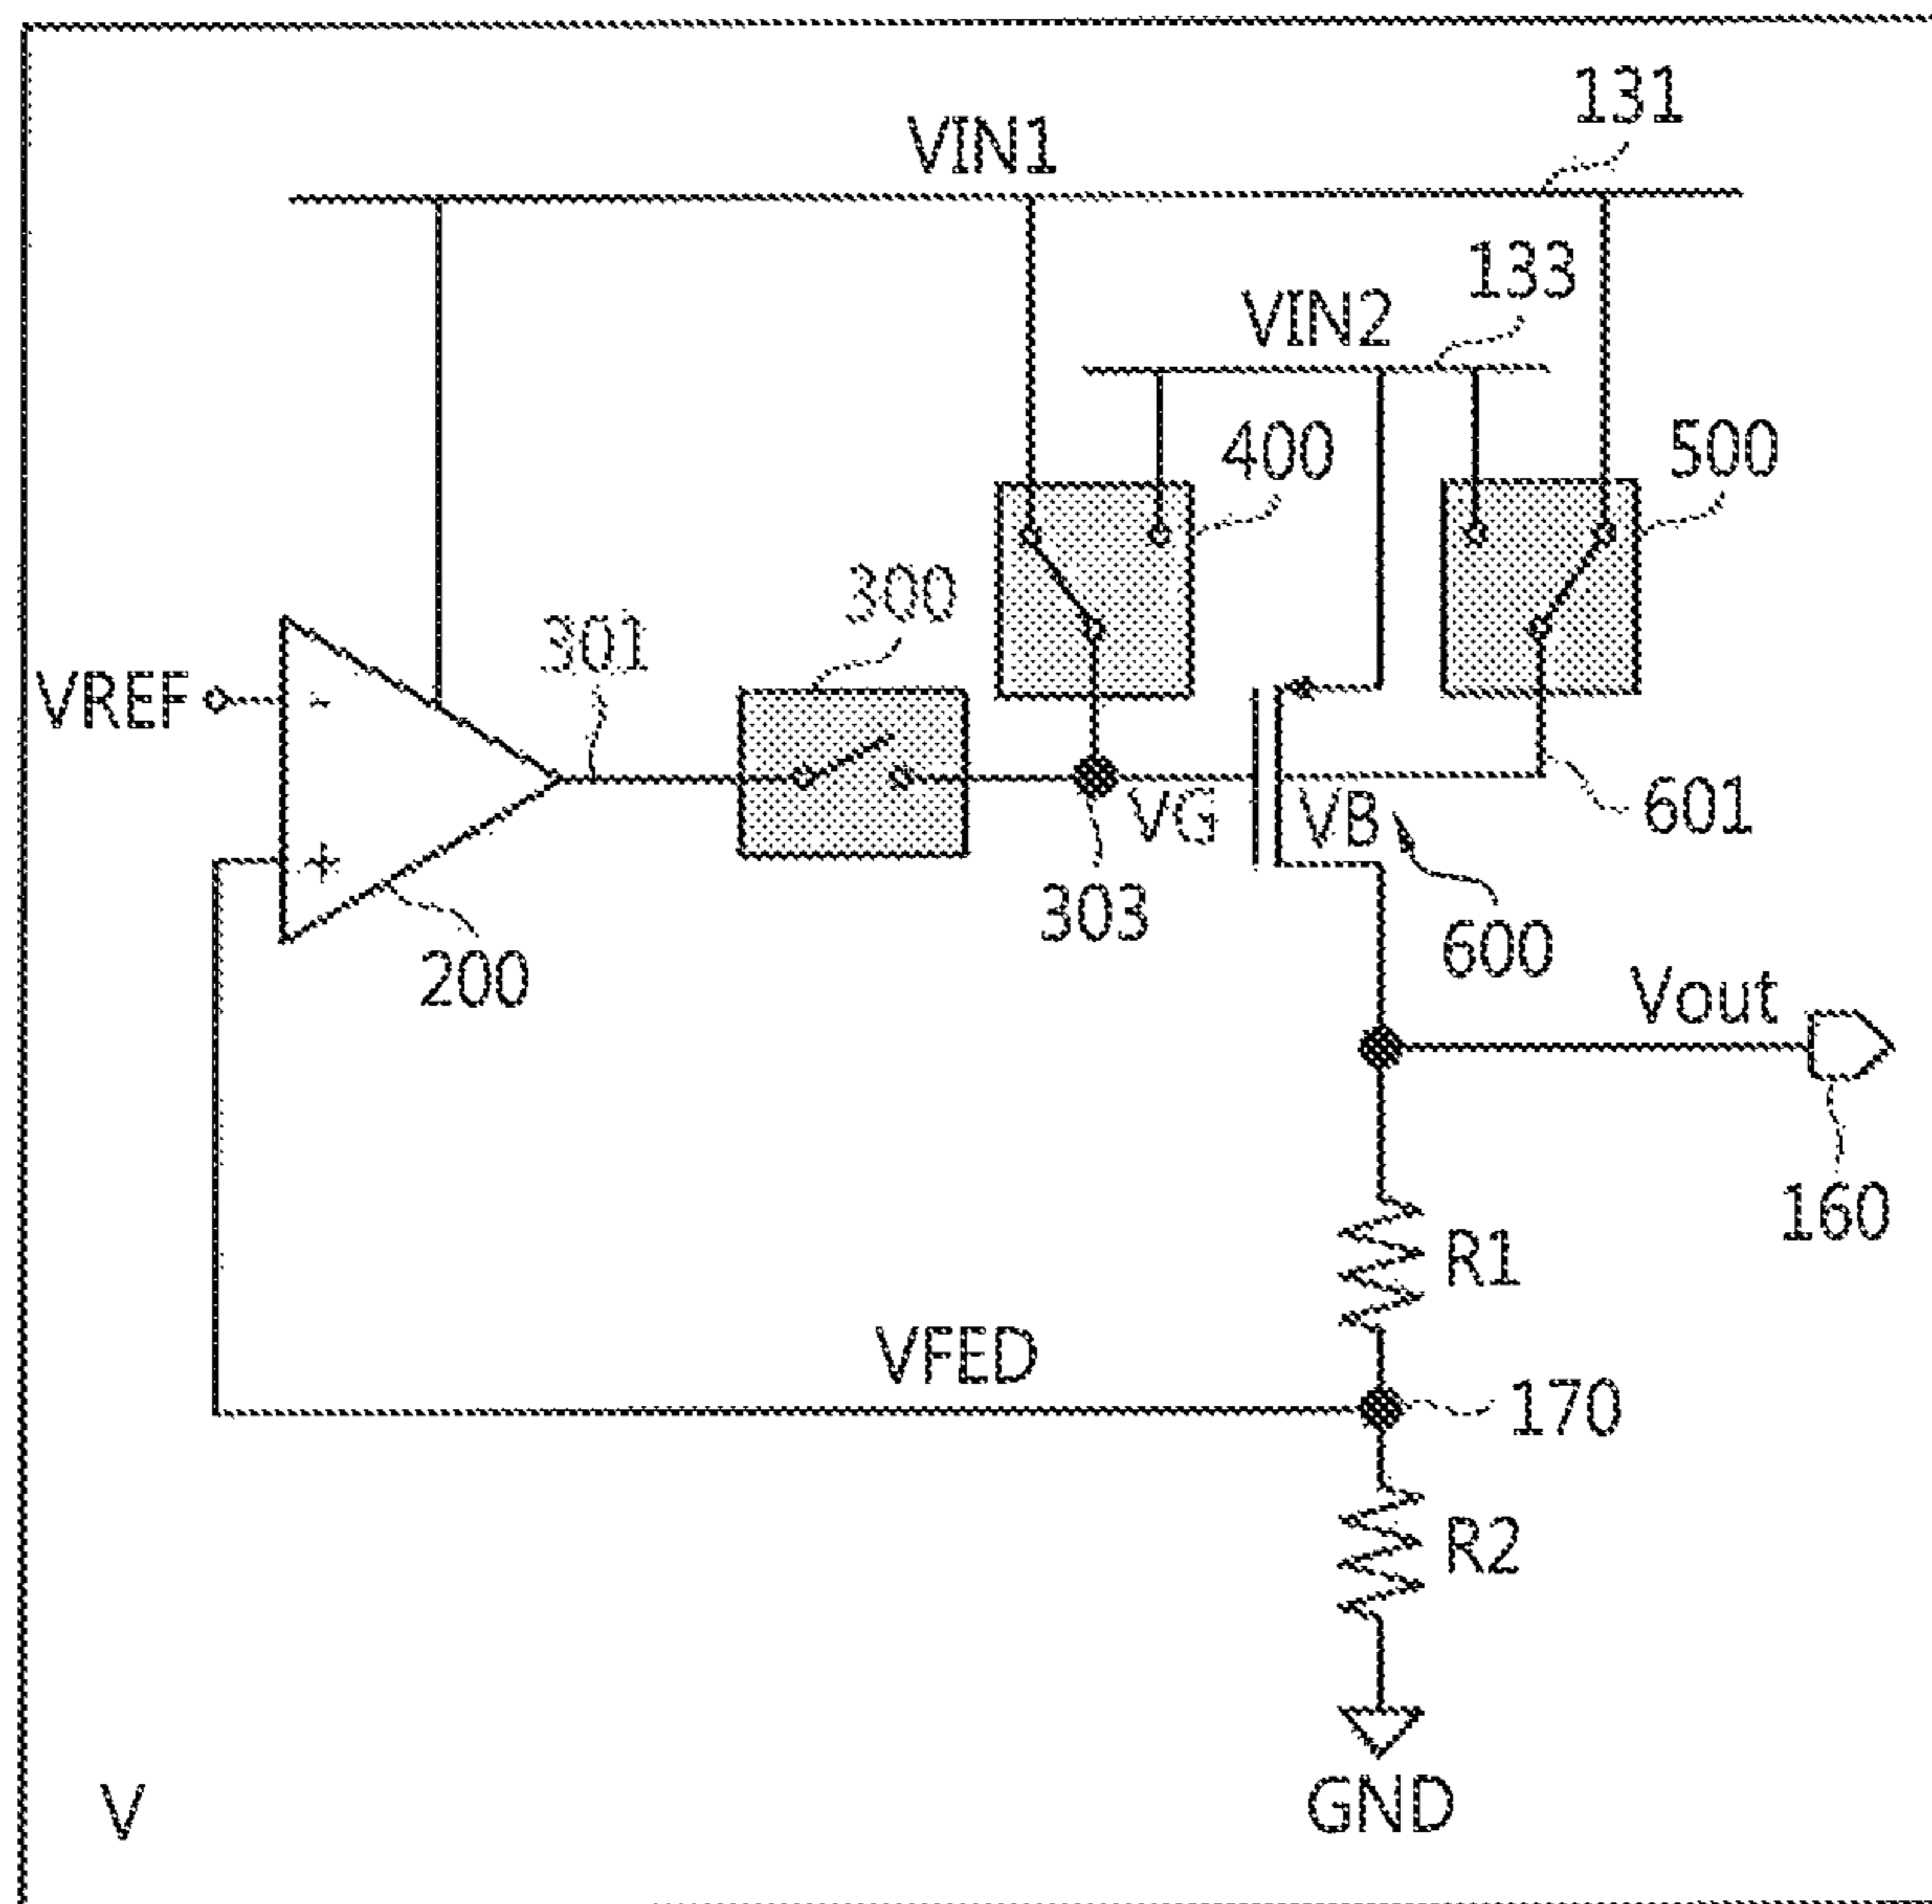 131
VIN1
133
VIN2
400
500
300
301
VREF
-
+
VG
VB
601
303
600
200
Vout
160
R1
VFED
170
R2
GND
V